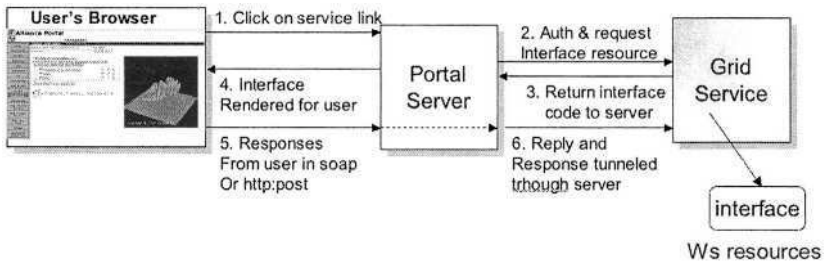 User's Browser
Alliance Portal
1. Click on service link
4. Interface
Rendered for user
5. Responses
From user in soap
Or http:post
Portal
Server
2. Auth & request
Interface resource
3. Return interface
code to server
6. Reply and
Response tunneled
trhough server
Grid
Service
interface
Ws resources